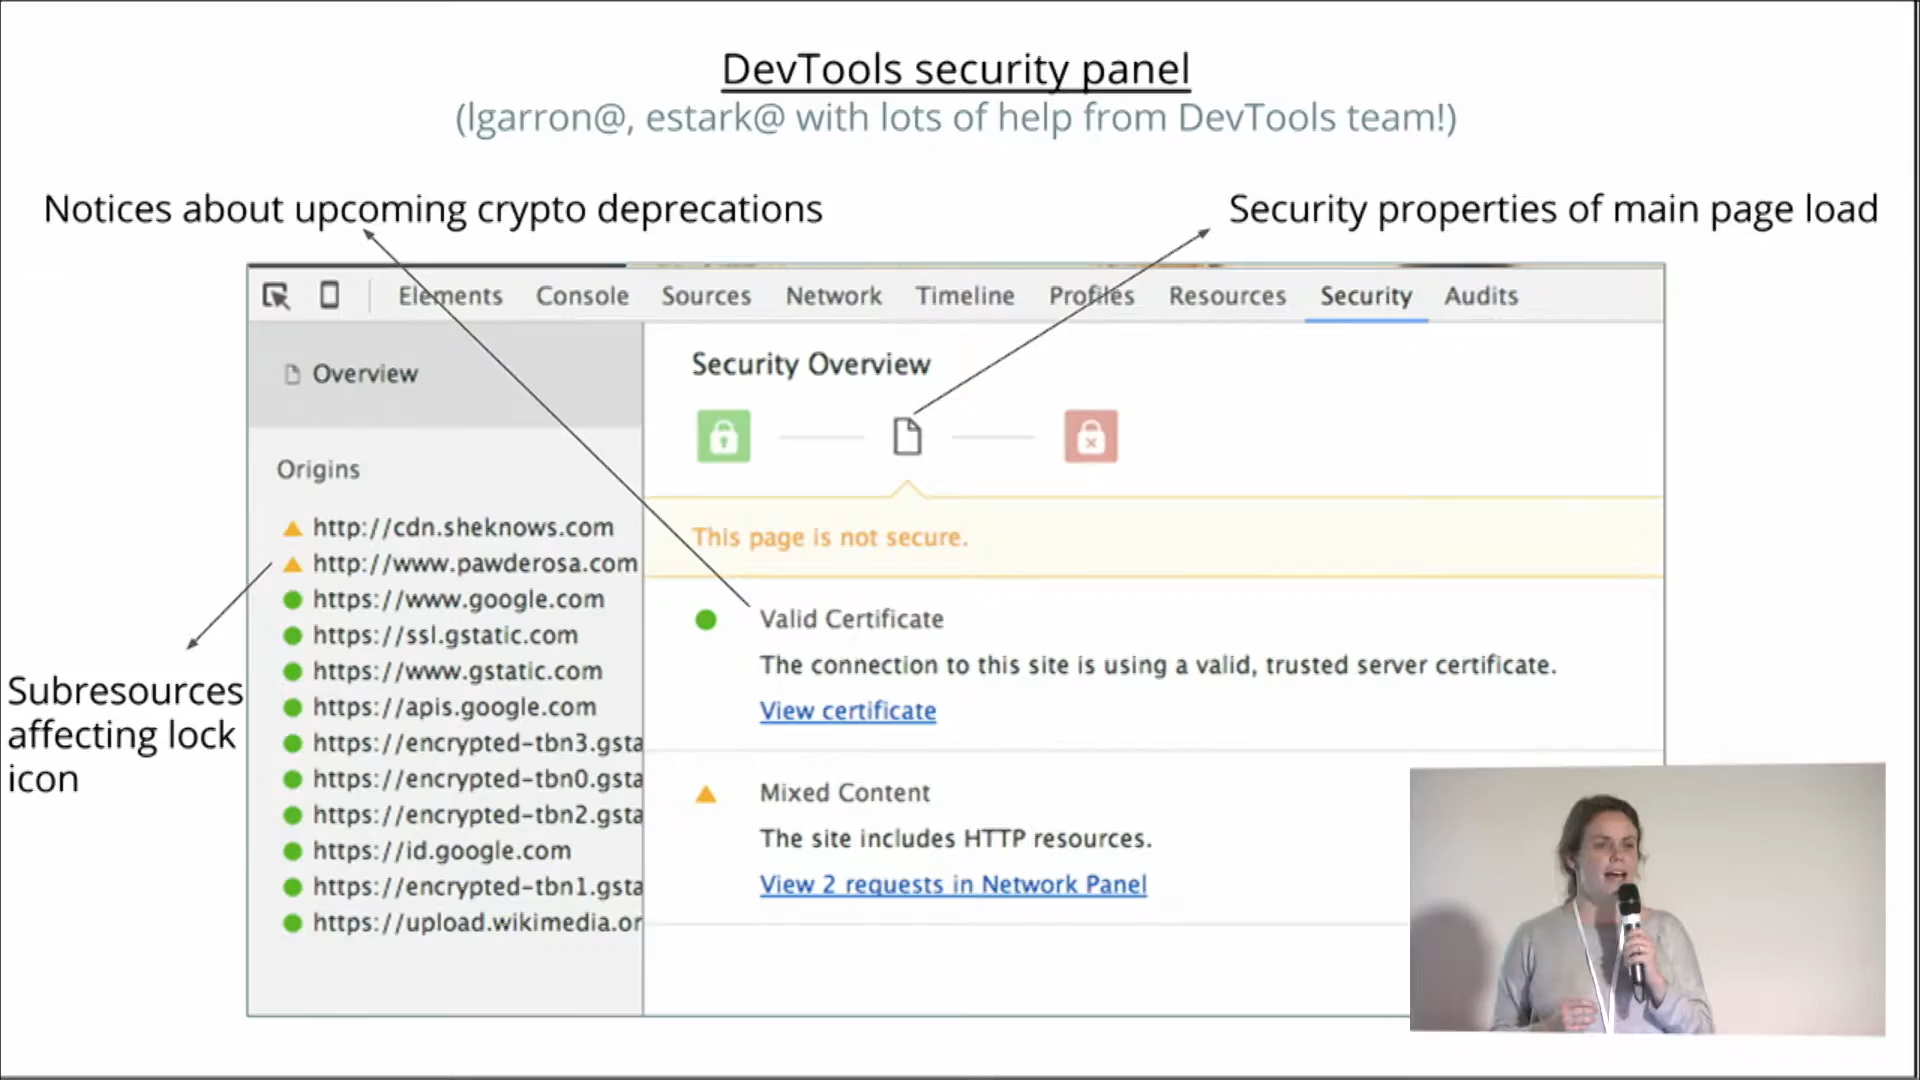 DevTools security panel
(lgarron@, estark@ with lots of help from DevTools team!)
Notices about upcoming crypto deprecations
Security properties of main page load
Elements Console Sources Network Timeline Profiles Resources Security Audits
Overview
Origins
http://cdn.sheknows.com
http://www.pawderosa.com
https://www.google.com
https://ssl.gstatic.com
https://www.gstatic.com
https://apis.google.com
https://encrypted-tbn3.gsta
https://encrypted-tbn0.gsta
https://encrypted-tbn2.gsta
https://id.google.com
https://encrypted-tbn1.gsta
https://upload.wikimedia.or
Subresources
affecting lock
icon
Security Overview
This page is not secure.
Valid Certificate
The connection to this site is using a valid, trusted server certificate.
View certificate
Mixed Content
The site includes HTTP resources.
View 2 requests in Network Panel